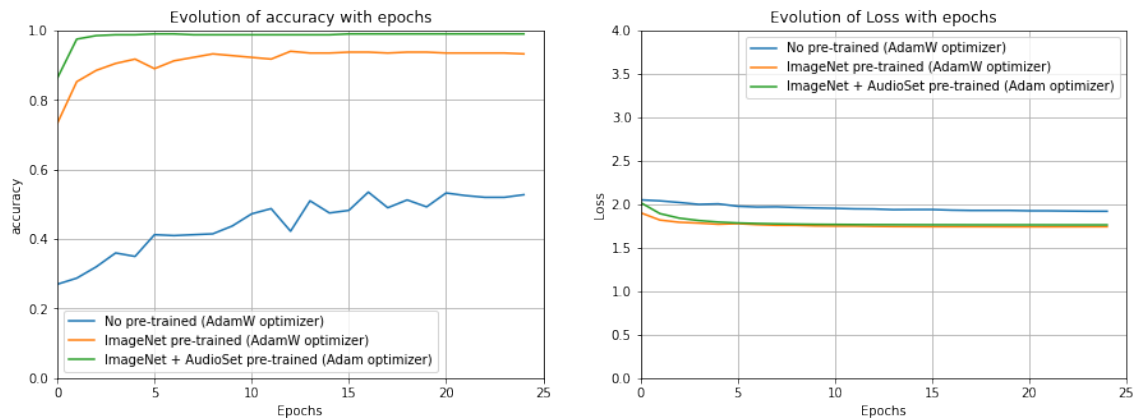 Evolution of accuracy with epochs
1.0
0.8
0.6
0.4
0.2
0.0
accuracy
No pre-trained (AdamW optimizer)
ImageNet pre-trained (AdamW optimizer)
ImageNet + AudioSet pre-trained (Adam optimizer)
0 5 10 15 20 25
Epochs
Evolution of Loss with epochs
4.0
3.5
3.0
2.5
2.0
1.5
1.0
0.5
0.0
Loss
No pre-trained (AdamW optimizer)
ImageNet pre-trained (AdamW optimizer)
ImageNet + AudioSet pre-trained (Adam optimizer)
0 5 10 15 20 25
Epochs